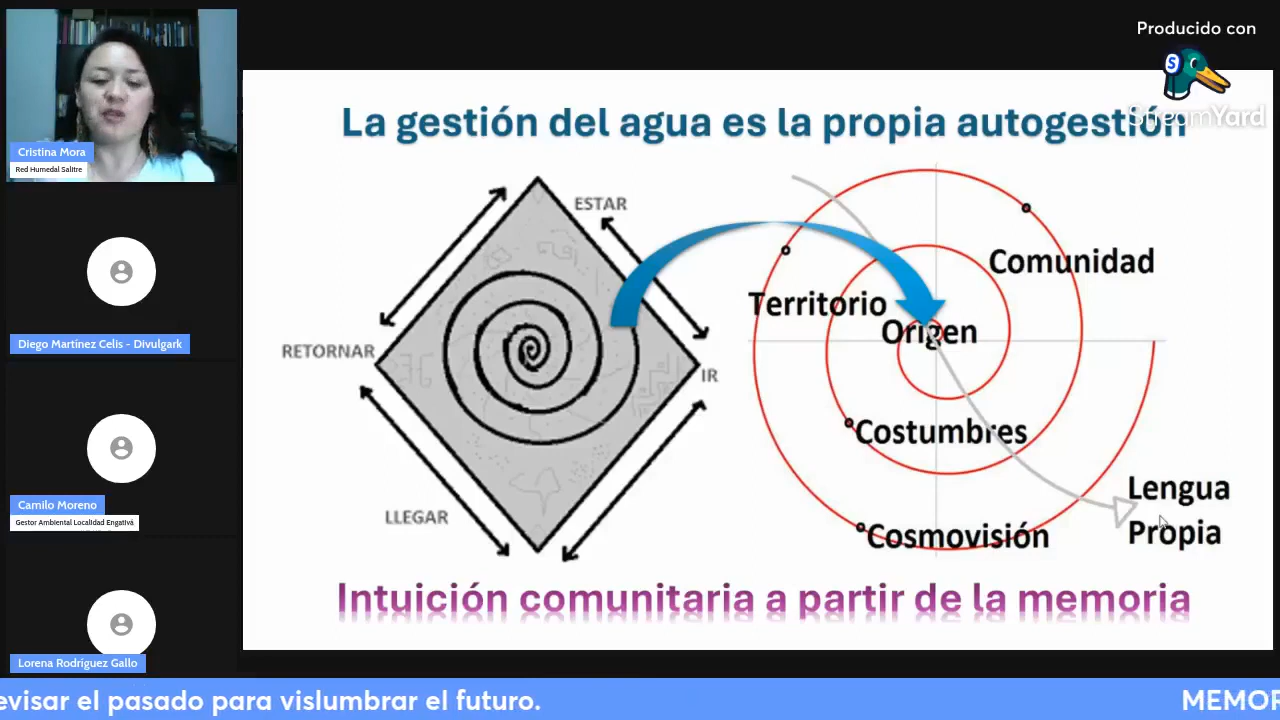 Producido con
StreamYard
La gestión del agua es la propia autogestión
Cristina Mora
Red Humedal Salitre
ESTAR
Comunidad
Territorio
Origen
RETORNAR
IR
Diego Martínez Celis - Divulgark
Costumbres
Lengua
Propia
Camilo Moreno
Gestor Ambiental Localidad Engativá
LLEGAR
Cosmovisión
Intuición comunitaria a partir de la memoria
Lorena Rodríguez Gallo
evisar el pasado para vislumbrar el futuro.
MEMOR